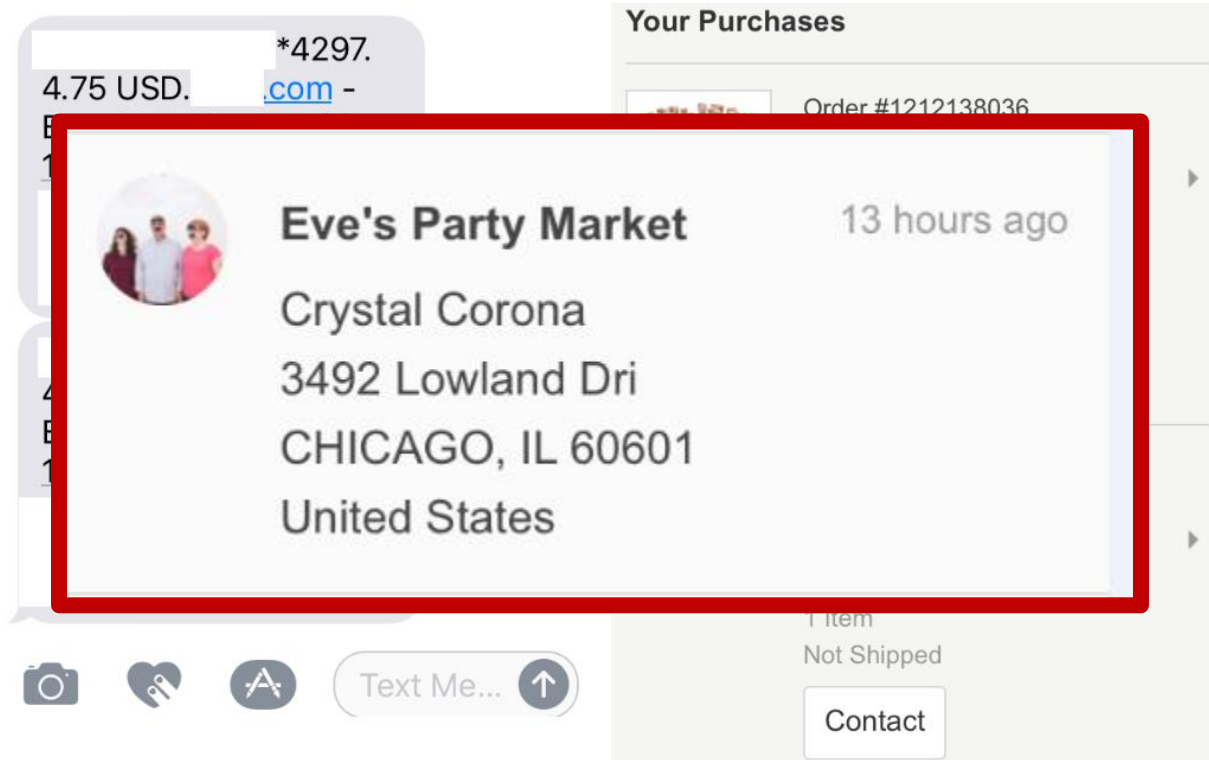 *4297.
4.75 USD. .com -
Your Purchases
Order #1212138036
Eve's Party Market
13 hours ago
Crystal Corona
3492 Lowland Dri
CHICAGO, IL 60601
United States
1 Item
Not Shipped
Contact
Text Me...